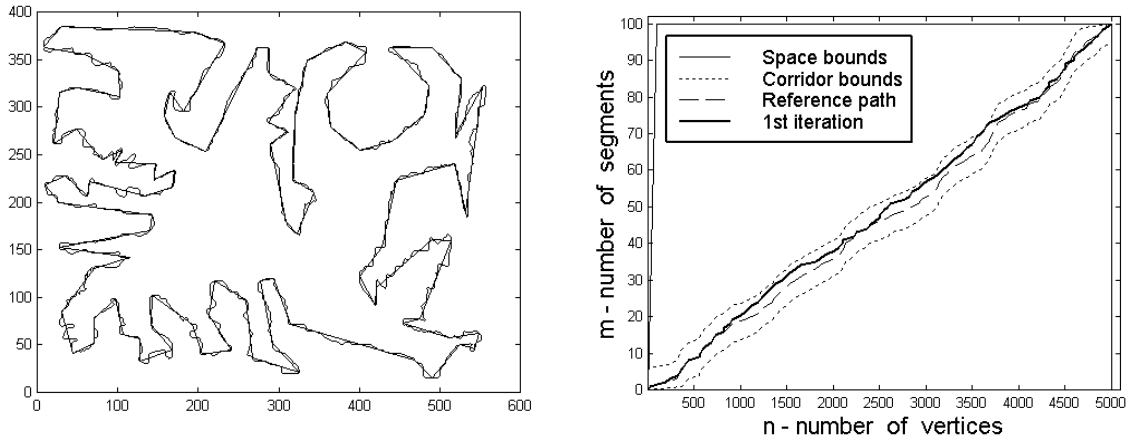 400
350
300
250
200
150
100
50
0
0 100 200 300 400 500 600
100
90
80
70
60
50
40
30
20
10
0
m - number of segments
Space bounds
Corridor bounds
Reference path
1st iteration
500 1000 1500 2000 2500 3000 3500 4000 4500 5000
n - number of vertices